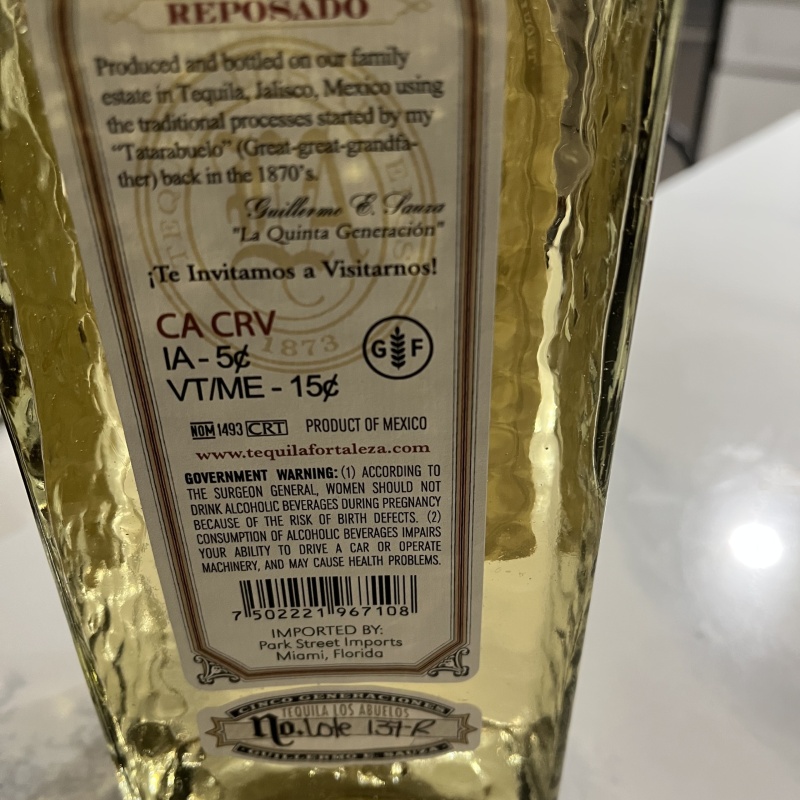 REPOSADO
Produced and bottled on our family
estate in Tequila, Jalisco, Mexico using
the traditional processes started by my
"Tatarabuelo" (Great-great-grandfa-
ther) back in the 1870's.
Guillermo E. Sauza
"La Quinta Generación"
¡Te Invitamos a Visitarnos!
CA CRV
IA - 5¢
VT/ME - 15¢
G F
1873
NOM 1493 CRT PRODUCT OF MEXICO
www.tequilafortaleza.com
GOVERNMENT WARNING: (1) ACCORDING TO
THE SURGEON GENERAL, WOMEN SHOULD NOT
DRINK ALCOHOLIC BEVERAGES DURING PREGNANCY
BECAUSE OF THE RISK OF BIRTH DEFECTS. (2)
CONSUMPTION OF ALCOHOLIC BEVERAGES IMPAIRS
YOUR ABILITY TO DRIVE A CAR OR OPERATE
MACHINERY, AND MAY CAUSE HEALTH PROBLEMS.
7 502221 967108
IMPORTED BY:
Park Street Imports
Miami, Florida
CINCO GENERACIONES
TEQUILA LOS ABUELOS
No. Lote 137-R
GUILLERMO E. SAUZA